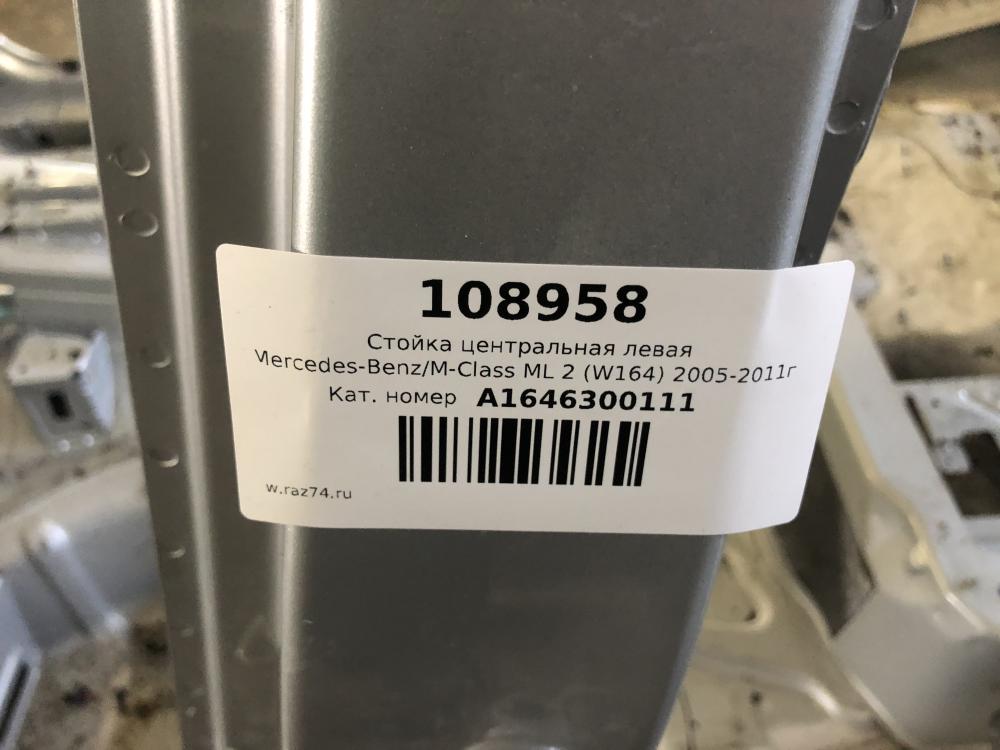 108958
Стойка центральная левая
Mercedes-Benz/M-Class ML 2 (W164) 2005-2011г
Кат. номер A1646300111
w.raz74.ru